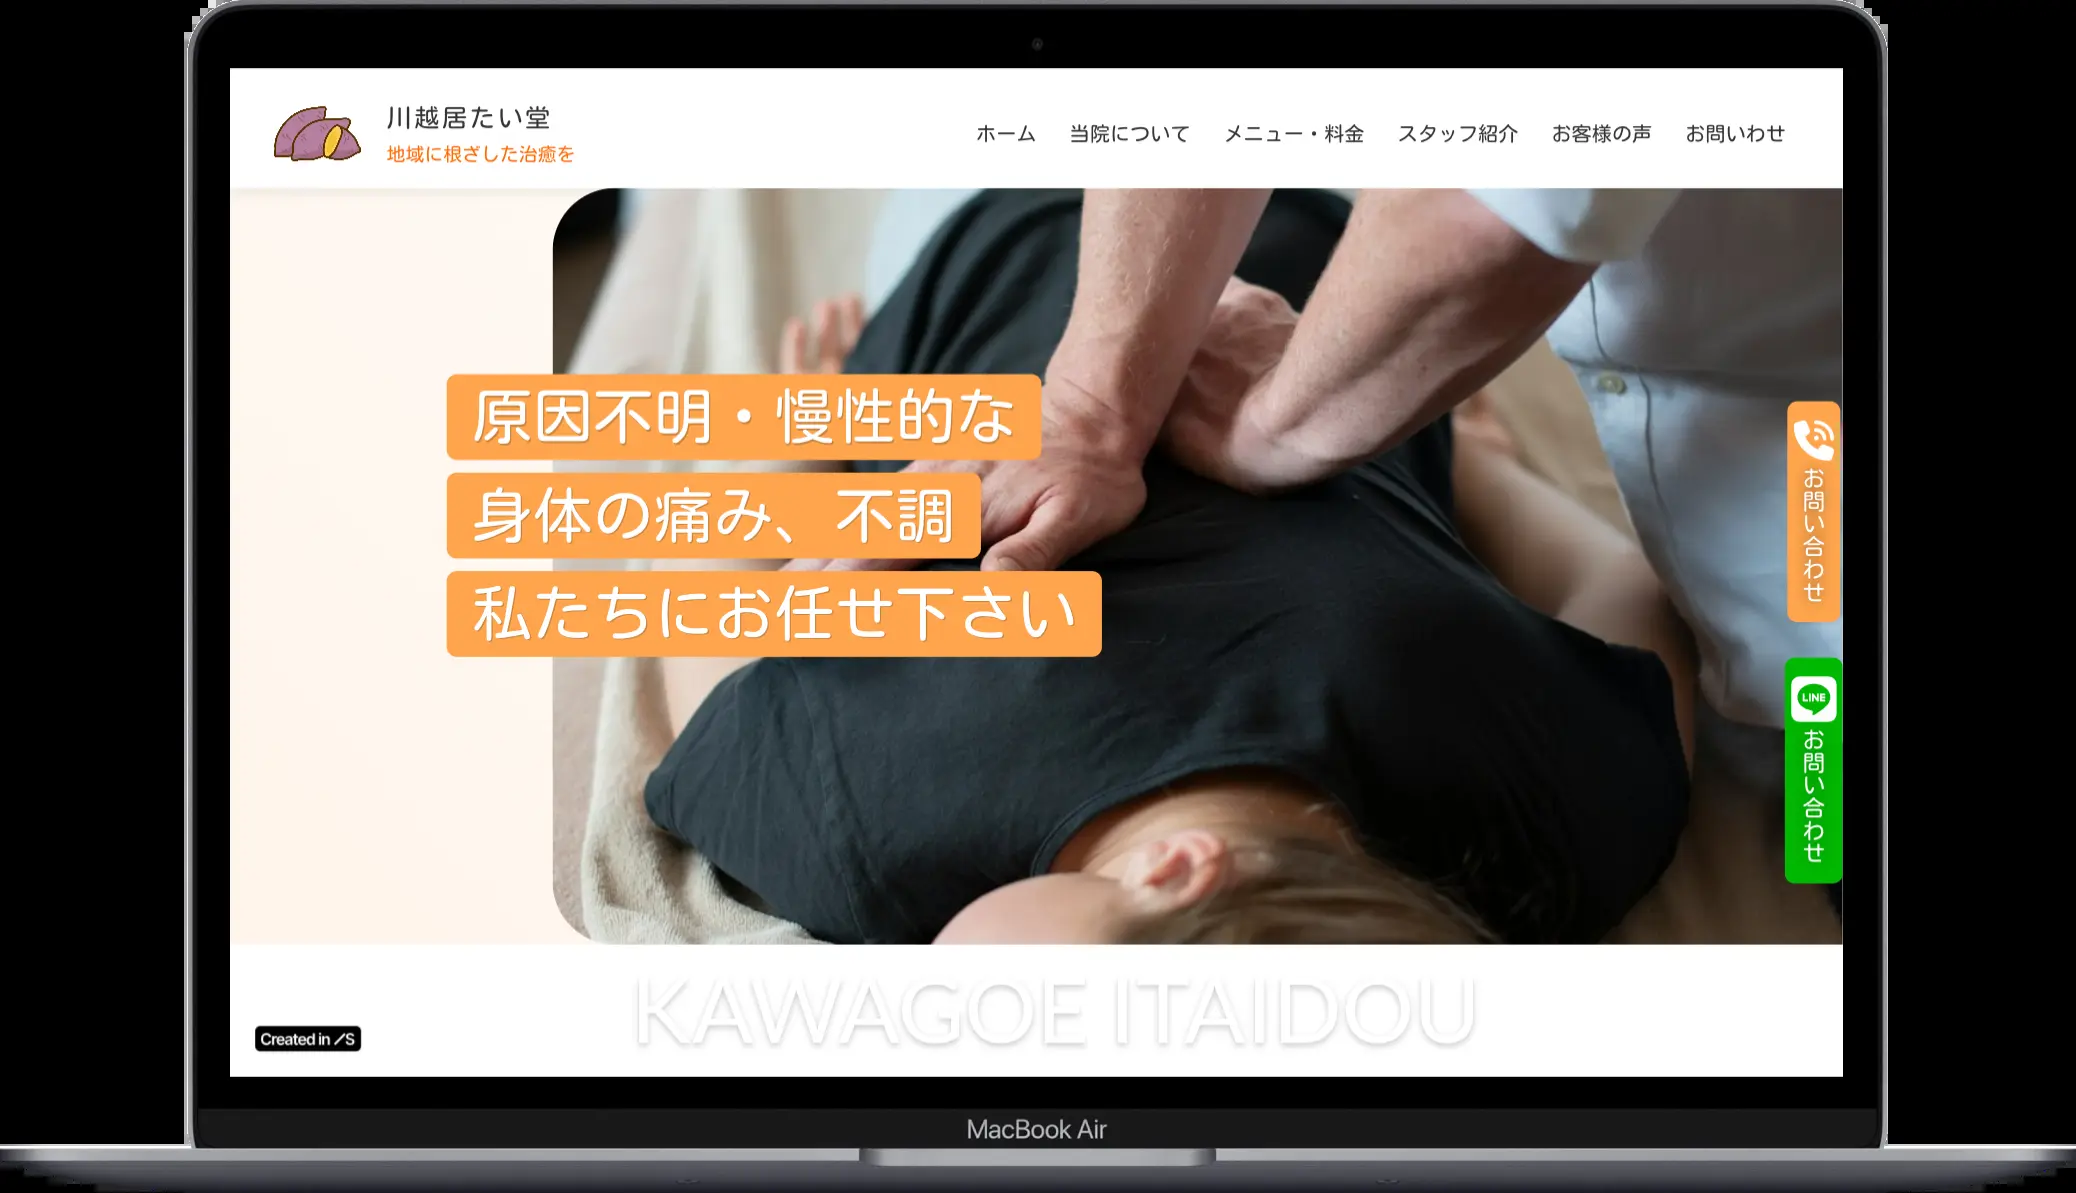 川越居たい堂
地域に根ざした治癒を
ホーム 当院について メニュー・料金 スタッフ紹介 お客様の声 お問いわせ
原因不明・慢性的な
身体の痛み、不調
私たちにお任せ下さい
お問い合わせ
LINE
お問い合わせ
KAWAGOE ITAIDOU
Created in /S
MacBook Air